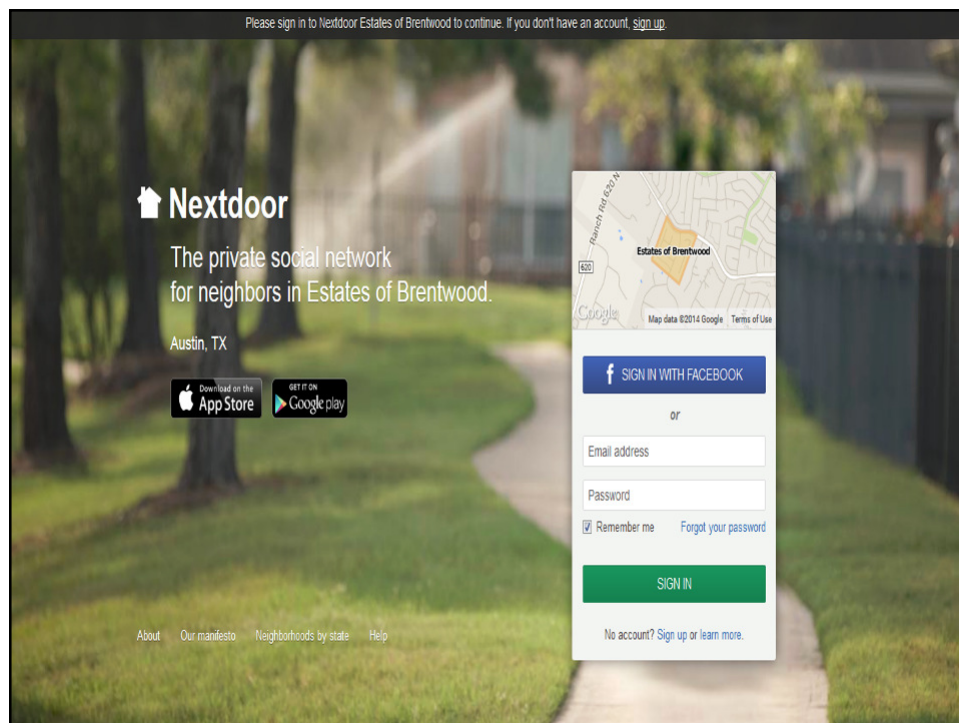 Please sign in to Nextdoor Estates of Brentwood to continue. If you don't have an account, sign up.
Nextdoor
The private social network
for neighbors in Estates of Brentwood.
Austin, TX
Download on the
App Store
GET IT ON
Google play
Ranch Rd 620 N
Estates of Brentwood
620
Google
Map data ©2014 Google Terms of Use
f SIGN IN WITH FACEBOOK
or
Email address
Password
Remember me Forgot your password
SIGN IN
No account? Sign up or learn more.
About Our manifesto Neighborhoods by state Help